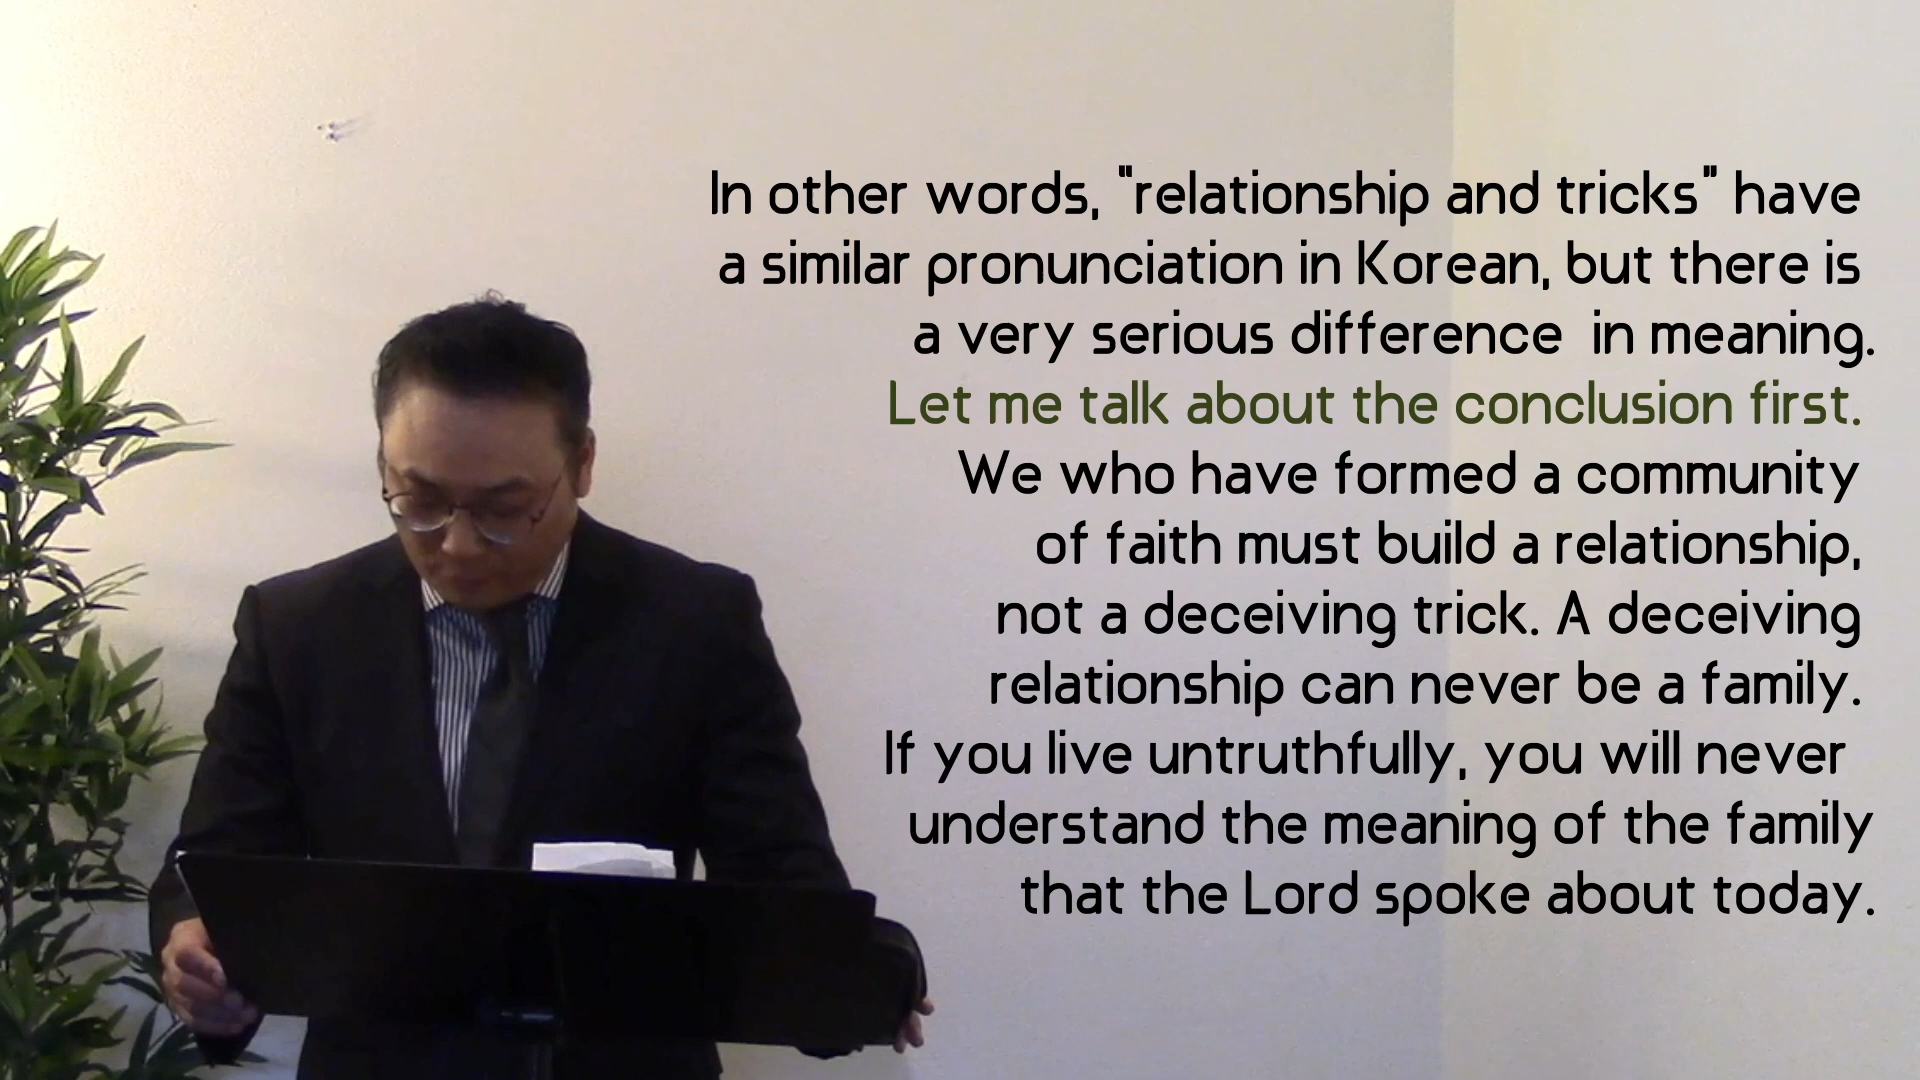 In other words, "relationship and tricks" have
a similar pronunciation in Korean, but there is
a very serious difference in meaning.
Let me talk about the conclusion first.
We who have formed a community
of faith must build a relationship,
not a deceiving trick. A deceiving
relationship can never be a family.
If you live untruthfully, you will never
understand the meaning of the family
that the Lord spoke about today.